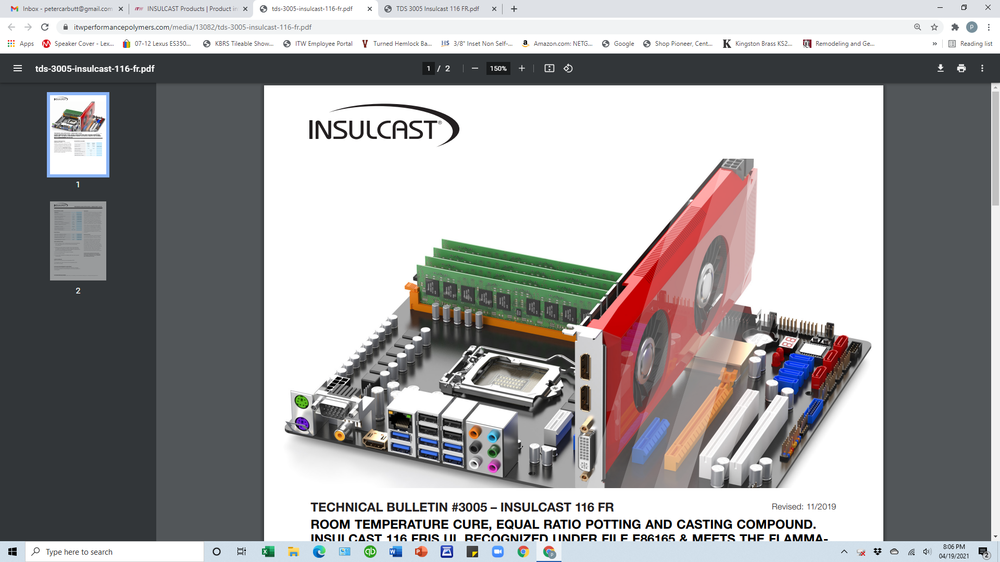 Inbox - petercarbutt@gmail.com
INSULCAST Products | Product in
tds-3005-insulcast-116-fr.pdf
TDS 3005 Insulcast 116 FR.pdf
itwperformancepolymers.com/media/13082/tds-3005-insulcast-116-fr.pdf
P
Apps
Speaker Cover - Lex...
07-12 Lexus ES350...
KBRS Tileable Show...
ITW Employee Portal
Turned Hemlock Ba...
HS
3/8" Inset Non Self-...
Amazon.com: NETG...
Google
Shop Pioneer, Cent...
K
Kingston Brass KS2...
Remodeling and Ge...
»
Reading list
tds-3005-insulcast-116-fr.pdf
1 / 2
150%
INSULCAST
1
INSULCAST
2
INSULCAST®
TECHNICAL BULLETIN #3005 – INSULCAST 116 FR
Revised: 11/2019
ROOM TEMPERATURE CURE, EQUAL RATIO POTTING AND CASTING COMPOUND.
INSULCAST 116 FRIS UL RECOGNIZED UNDER FILE E86165 & MEETS THE FLAMMA-
Type here to search
8:06 PM
04/19/2021
2